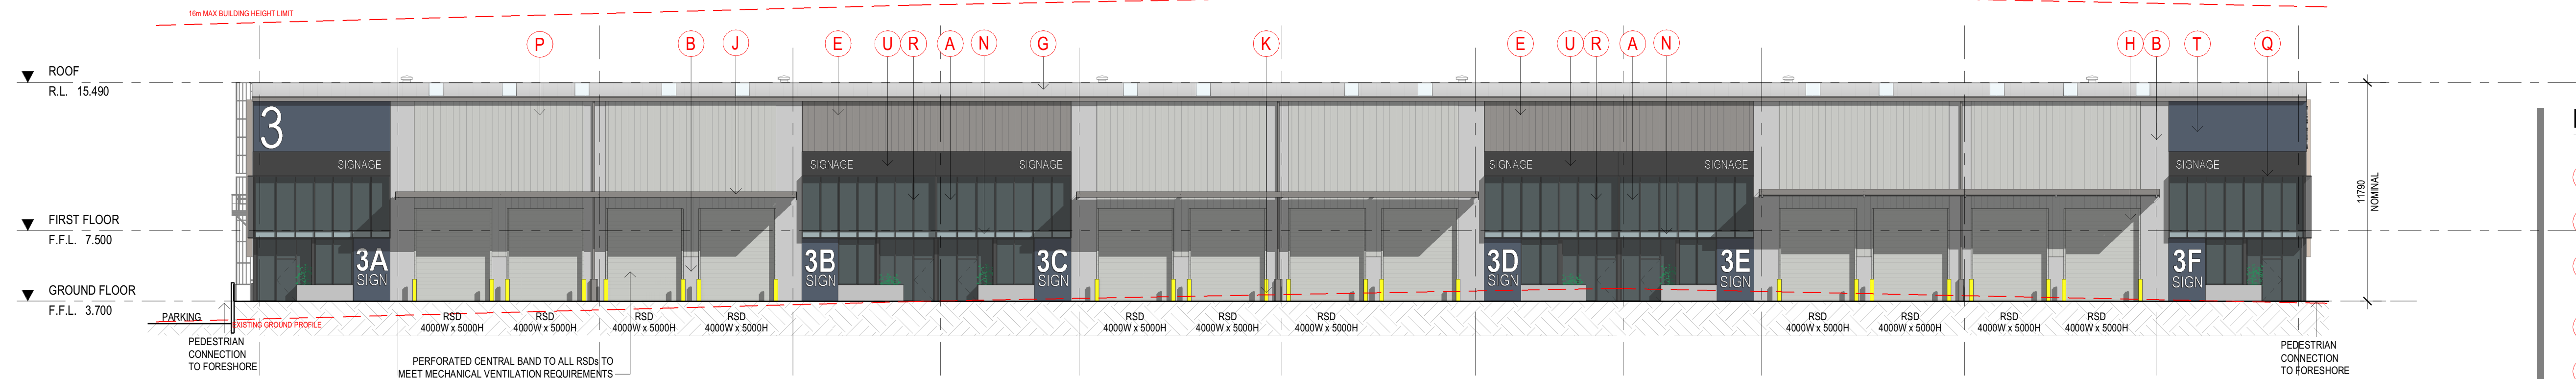 16m MAX BUILDING HEIGHT LIMIT
P B J E U R A N G K E U R A N H B T Q
ROOF
R.L. 15.490
3
SIGNAGE SIGNAGE SIGNAGE SIGNAGE SIGNAGE SIGNAGE
11790
NOMINAL
FIRST FLOOR
F.F.L. 7.500
3A 3B 3C 3D 3E 3F
SIGN SIGN SIGN SIGN SIGN SIGN
GROUND FLOOR
F.F.L. 3.700
PARKING
EXISTING GROUND PROFILE
RSD RSD RSD RSD RSD RSD RSD RSD RSD RSD RSD
4000W x 5000H 4000W x 5000H 4000W x 5000H 4000W x 5000H 4000W x 5000H 4000W x 5000H 4000W x 5000H 4000W x 5000H 4000W x 5000H 4000W x 5000H 4000W x 5000H
PEDESTRIAN
CONNECTION
TO FORESHORE
PERFORATED CENTRAL BAND TO ALL RSDs TO
MEET MECHANICAL VENTILATION REQUIREMENTS
PEDESTRIAN
CONNECTION
TO FORESHORE